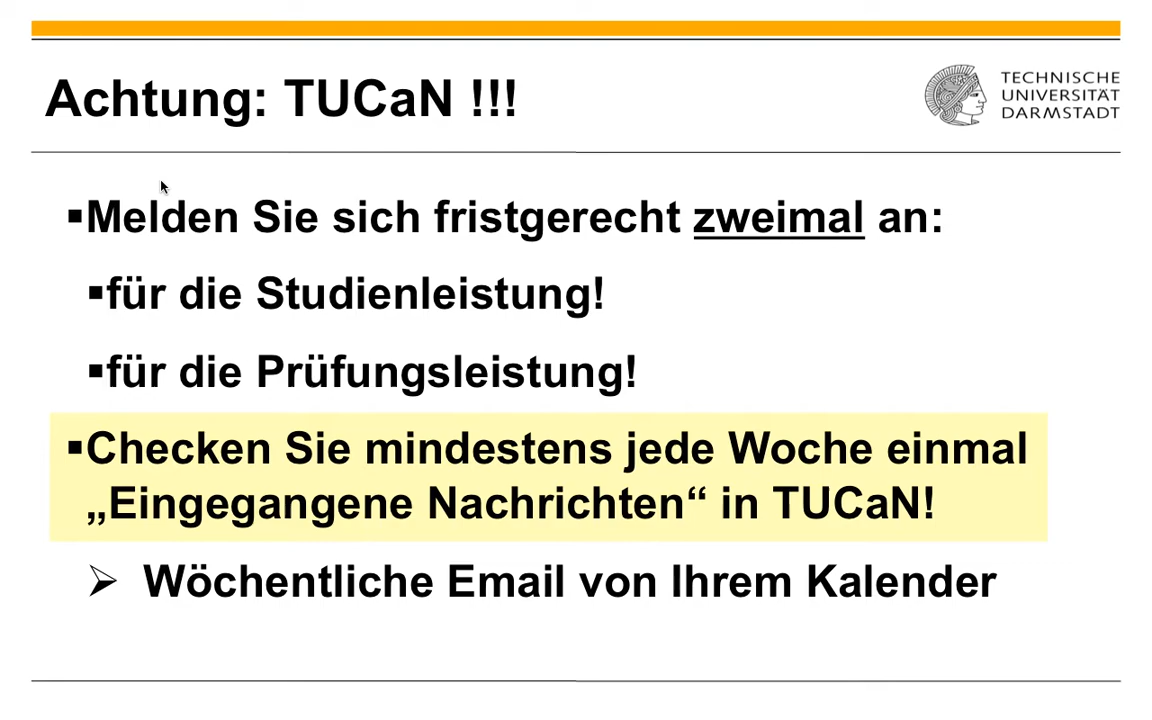 Achtung: TUCaN !!!
TECHNISCHE
UNIVERSITÄT
DARMSTADT
▪Melden Sie sich fristgerecht zweimal an:
▪für die Studienleistung!
▪für die Prüfungsleistung!
▪Checken Sie mindestens jede Woche einmal
„Eingegangene Nachrichten“ in TUCaN!
➢ Wöchentliche Email von Ihrem Kalender